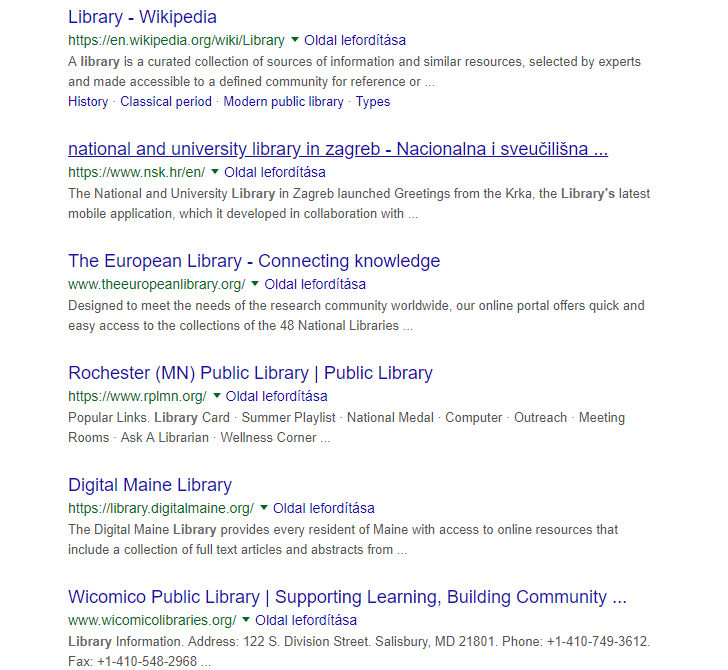 Library - Wikipedia
https://en.wikipedia.org/wiki/Library ▼ Oldal lefordítása
A library is a curated collection of sources of information and similar resources, selected by experts
and made accessible to a defined community for reference or ...
History · Classical period · Modern public library · Types
national and university library in zagreb - Nacionalna i sveučilišna ...
https://www.nsk.hr/en/ ▼ Oldal lefordítása
The National and University Library in Zagreb launched Greetings from the Krka, the Library's latest
mobile application, which it developed in collaboration with ...
The European Library - Connecting knowledge
www.theeuropeanlibrary.org/ ▼ Oldal lefordítása
Designed to meet the needs of the research community worldwide, our online portal offers quick and
easy access to the collections of the 48 National Libraries ...
Rochester (MN) Public Library | Public Library
https://www.rplmn.org/ ▼ Oldal lefordítása
Popular Links. Library Card · Summer Playlist · National Medal · Computer · Outreach · Meeting
Rooms · Ask A Librarian · Wellness Corner ...
Digital Maine Library
https://library.digitalmaine.org/ ▼ Oldal lefordítása
The Digital Maine Library provides every resident of Maine with access to online resources that
include a collection of full text articles and abstracts from ...
Wicomico Public Library | Supporting Learning, Building Community ...
www.wicomicolibraries.org/ ▼ Oldal lefordítása
Library Information. Address: 122 S. Division Street. Salisbury, MD 21801. Phone: +1-410-749-3612.
Fax: +1-410-548-2968 ...